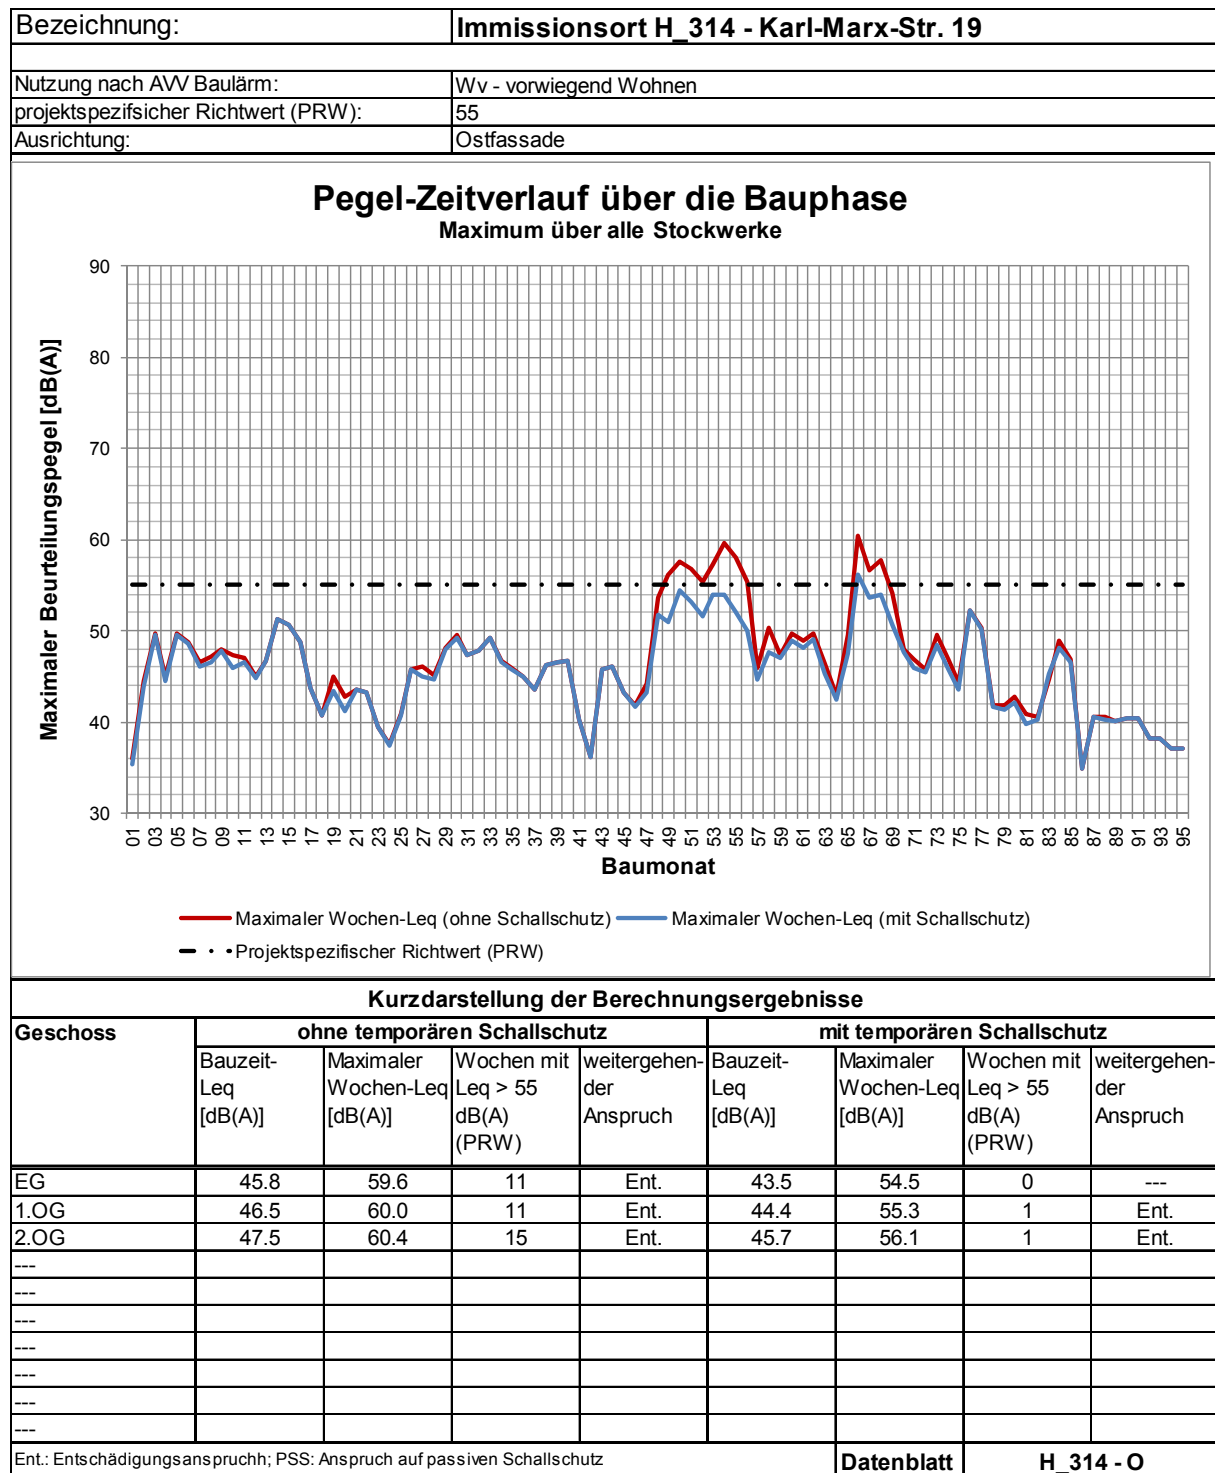 Bezeichnung: Immissionsort H_314 - Karl-Marx-Str. 19
Nutzung nach AVV Baulärm: Wv - vorwiegend Wohnen
projektspezifsicher Richtwert (PRW): 55
Ausrichtung: Ostfassade
Pegel-Zeitverlauf über die Bauphase
Maximum über alle Stockwerke
Maximaler Beurteilungspegel [dB(A)]
90
80
70
60
50
40
30
01 03 05 07 09 11 13 15 17 19 21 23 25 27 29 31 33 35 37 39 41 43 45 47 49 51 53 55 57 59 61 63 65 67 69 71 73 75 77 79 81 83 85 87 89 91 93 95
Baumonat
Maximaler Wochen-Leq (ohne Schallschutz) Maximaler Wochen-Leq (mit Schallschutz)
Projektspezifischer Richtwert (PRW)
Kurzdarstellung der Berechnungsergebnisse
Geschoss ohne temporären Schallschutz mit temporären Schallschutz
Bauzeit- Maximaler Wochen mit weitergehen- Bauzeit- Maximaler Wochen mit weitergehen-
Leq Wochen-Leq Leq > 55 der Leq Wochen-Leq Leq > 55 der
[dB(A)] [dB(A)] dB(A) Anspruch [dB(A)] [dB(A)] dB(A) Anspruch
(PRW) (PRW)
EG 45.8 59.6 11 Ent. 43.5 54.5 0 ---
1.OG 46.5 60.0 11 Ent. 44.4 55.3 1 Ent.
2.OG 47.5 60.4 15 Ent. 45.7 56.1 1 Ent.
---
---
---
---
---
---
---
Ent.: Entschädigungsanspruchh; PSS: Anspruch auf passiven Schallschutz Datenblatt H_314 - O